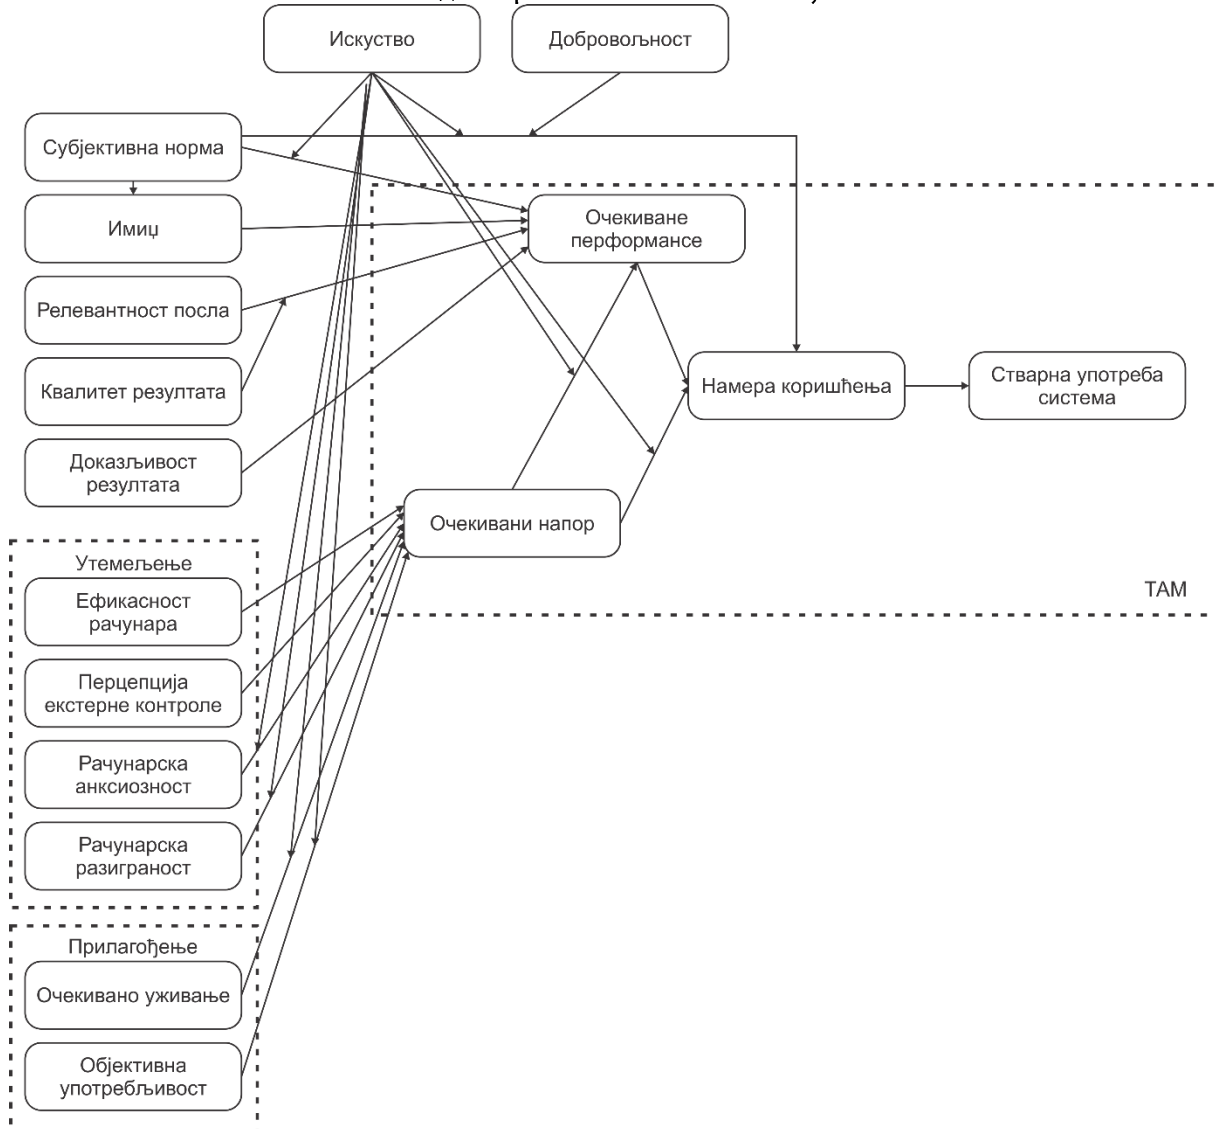 Искуство
Добровољност
Субјективна норма
Имиџ
Очекиване
перформансе
Релевантност посла
Квалитет резултата
Намера коришћења
Стварна употреба
система
Доказљивост
резултата
Очекивани напор
Утемељење
ТАМ
Ефикасност
рачунара
Перцепција
екстерне контроле
Рачунарска
анксиозност
Рачунарска
разиграност
Прилагођење
Очекивано уживање
Објективна
употребљивост